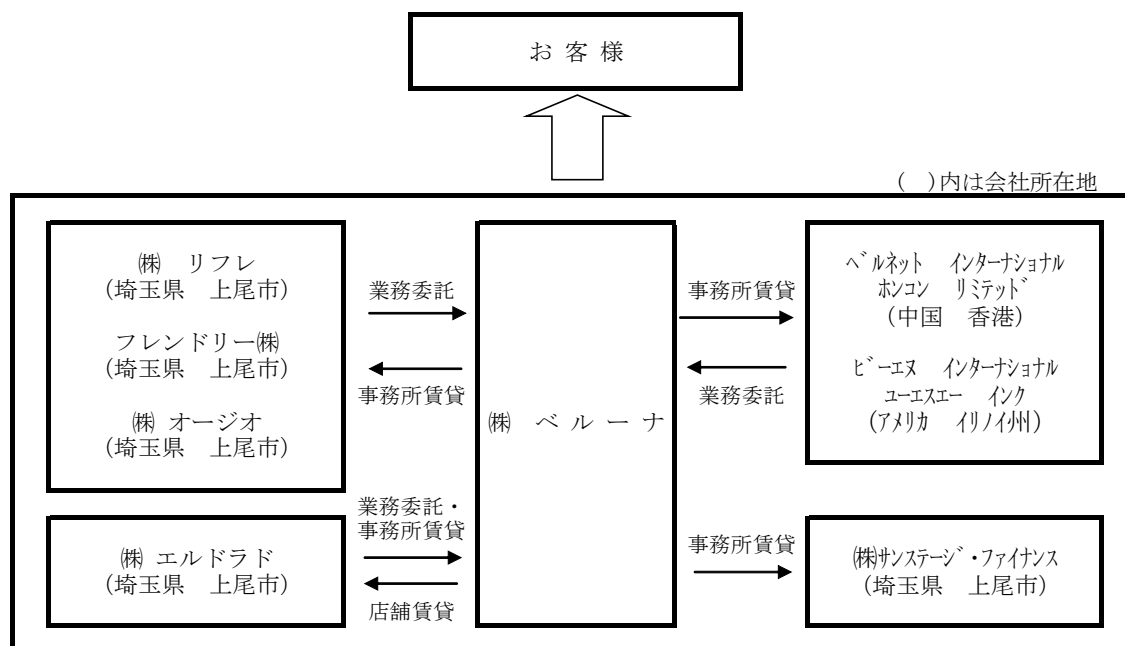 お 客 様
(　)内は会社所在地
㈱　リフレ
(埼玉県　上尾市)
フレンドリー㈱
(埼玉県　上尾市)
㈱ オージオ
(埼玉県　上尾市)
業務委託
事務所賃貸
㈱　ベ ル ー ナ
事務所賃貸
業務委託
ﾍﾞﾙﾈｯﾄ　ｲﾝﾀｰﾅｼｮﾅﾙ
ﾎﾝｺﾝ　ﾘﾐﾃｯﾄﾞ
(中国　香港)
ﾋﾞｰｴﾇ　ｲﾝﾀｰﾅｼｮﾅﾙ
ﾕｰｴｽｴｰ　ｲﾝｸ
(ｱﾒﾘｶ　ｲﾘﾉｲ州)
㈱ エルドラド
(埼玉県　上尾市)
業務委託・
事務所賃貸
店舗賃貸
事務所賃貸
㈱ｻﾝｽﾃｰｼﾞ・ﾌｧｲﾅﾝｽ
(埼玉県　上尾市)